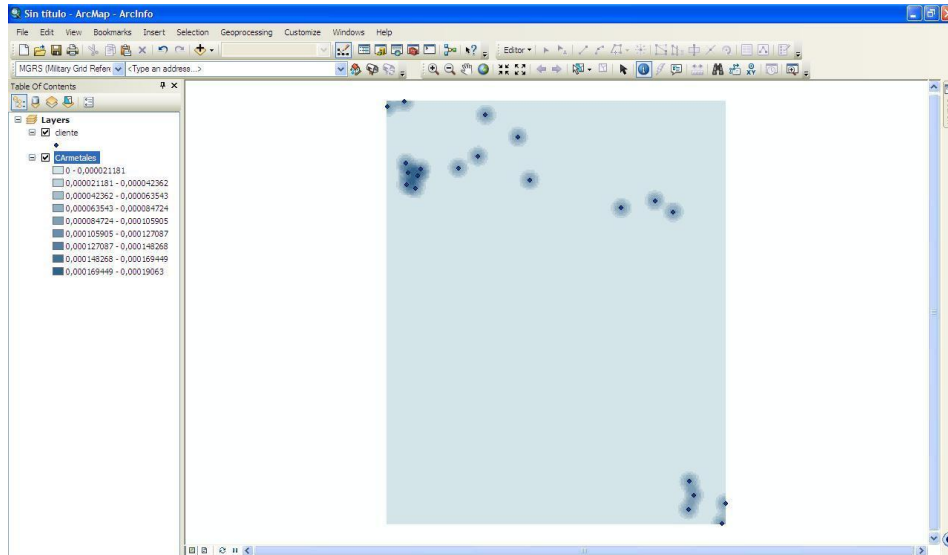 Sin título - ArcMap - ArcInfo
File Edit View Bookmarks Insert Selection Geoprocessing Customize Windows Help
Editor
MGRS (Military Grid Referen <Type an address...>
Table Of Contents
Layers
cliente
CArmetales
0 - 0,000021181
0,000021181 - 0,000042362
0,000042362 - 0,000063543
0,000063543 - 0,000084724
0,000084724 - 0,000105905
0,000105905 - 0,000127087
0,000127087 - 0,000148268
0,000148268 - 0,000169449
0,000169449 - 0,00019063